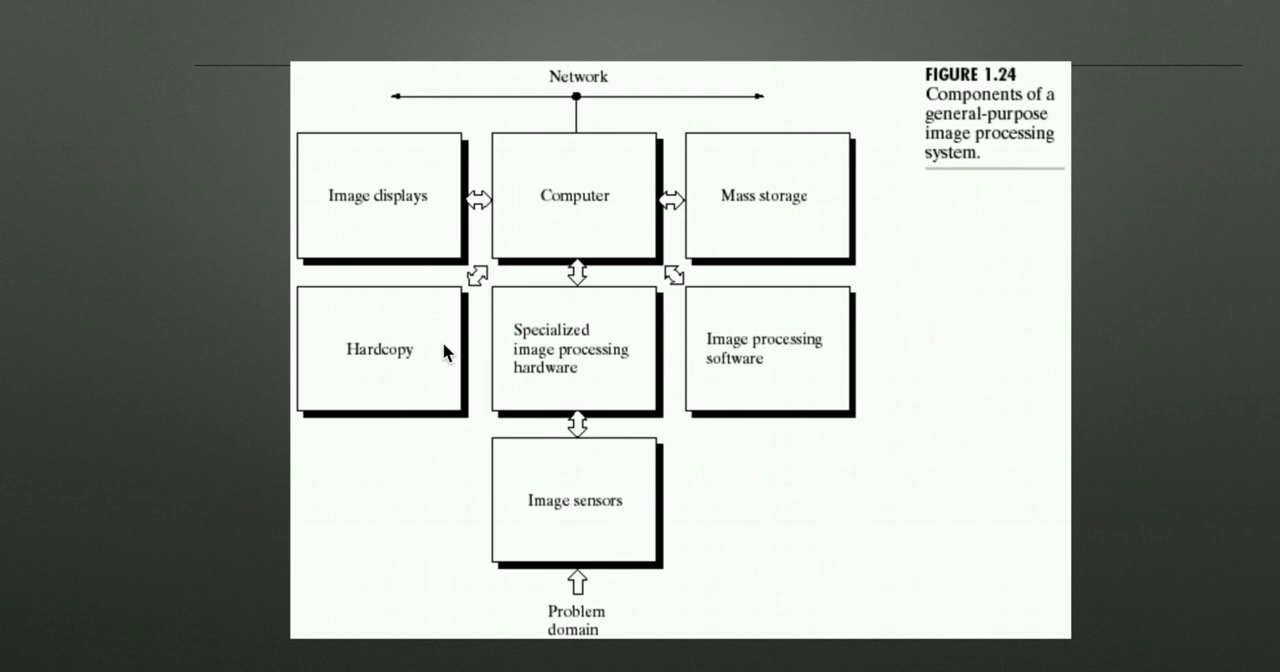 Network
FIGURE 1.24
Components of a
general-purpose
image processing
system.
Image displays
Computer
Mass storage
Hardcopy
Specialized
image processing
hardware
Image processing
software
Image sensors
Problem
domain